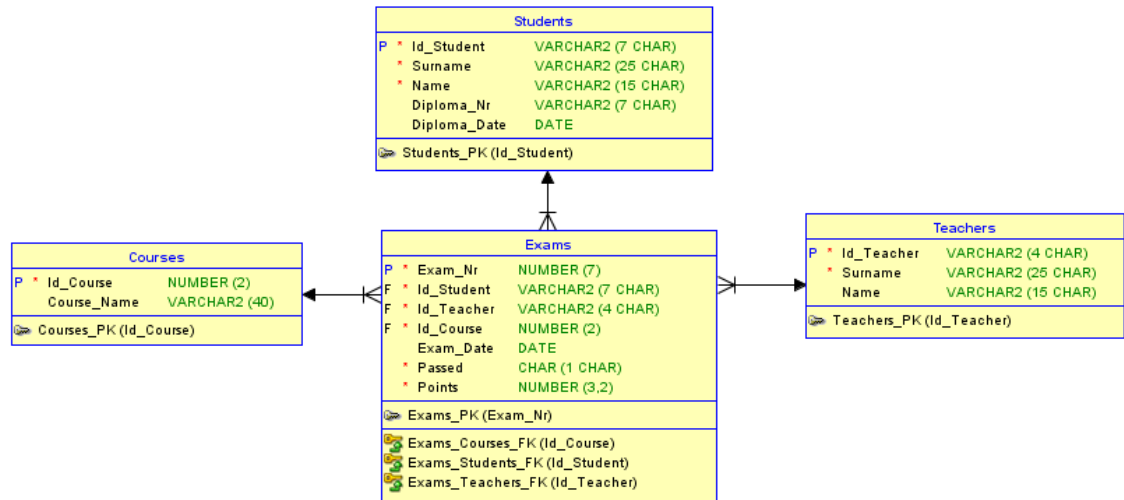 Students
P * Id_Student VARCHAR2 (7 CHAR)
* Surname VARCHAR2 (25 CHAR)
* Name VARCHAR2 (15 CHAR)
Diploma_Nr VARCHAR2 (7 CHAR)
Diploma_Date DATE
Students_PK (Id_Student)
Courses
P * Id_Course NUMBER (2)
Course_Name VARCHAR2 (40)
Courses_PK (Id_Course)
Exams
P * Exam_Nr NUMBER (7)
F * Id_Student VARCHAR2 (7 CHAR)
F * Id_Teacher VARCHAR2 (4 CHAR)
F * Id_Course NUMBER (2)
Exam_Date DATE
* Passed CHAR (1 CHAR)
* Points NUMBER (3,2)
Exams_PK (Exam_Nr)
Exams_Courses_FK (Id_Course)
Exams_Students_FK (Id_Student)
Exams_Teachers_FK (Id_Teacher)
Teachers
P * Id_Teacher VARCHAR2 (4 CHAR)
* Surname VARCHAR2 (25 CHAR)
Name VARCHAR2 (15 CHAR)
Teachers_PK (Id_Teacher)